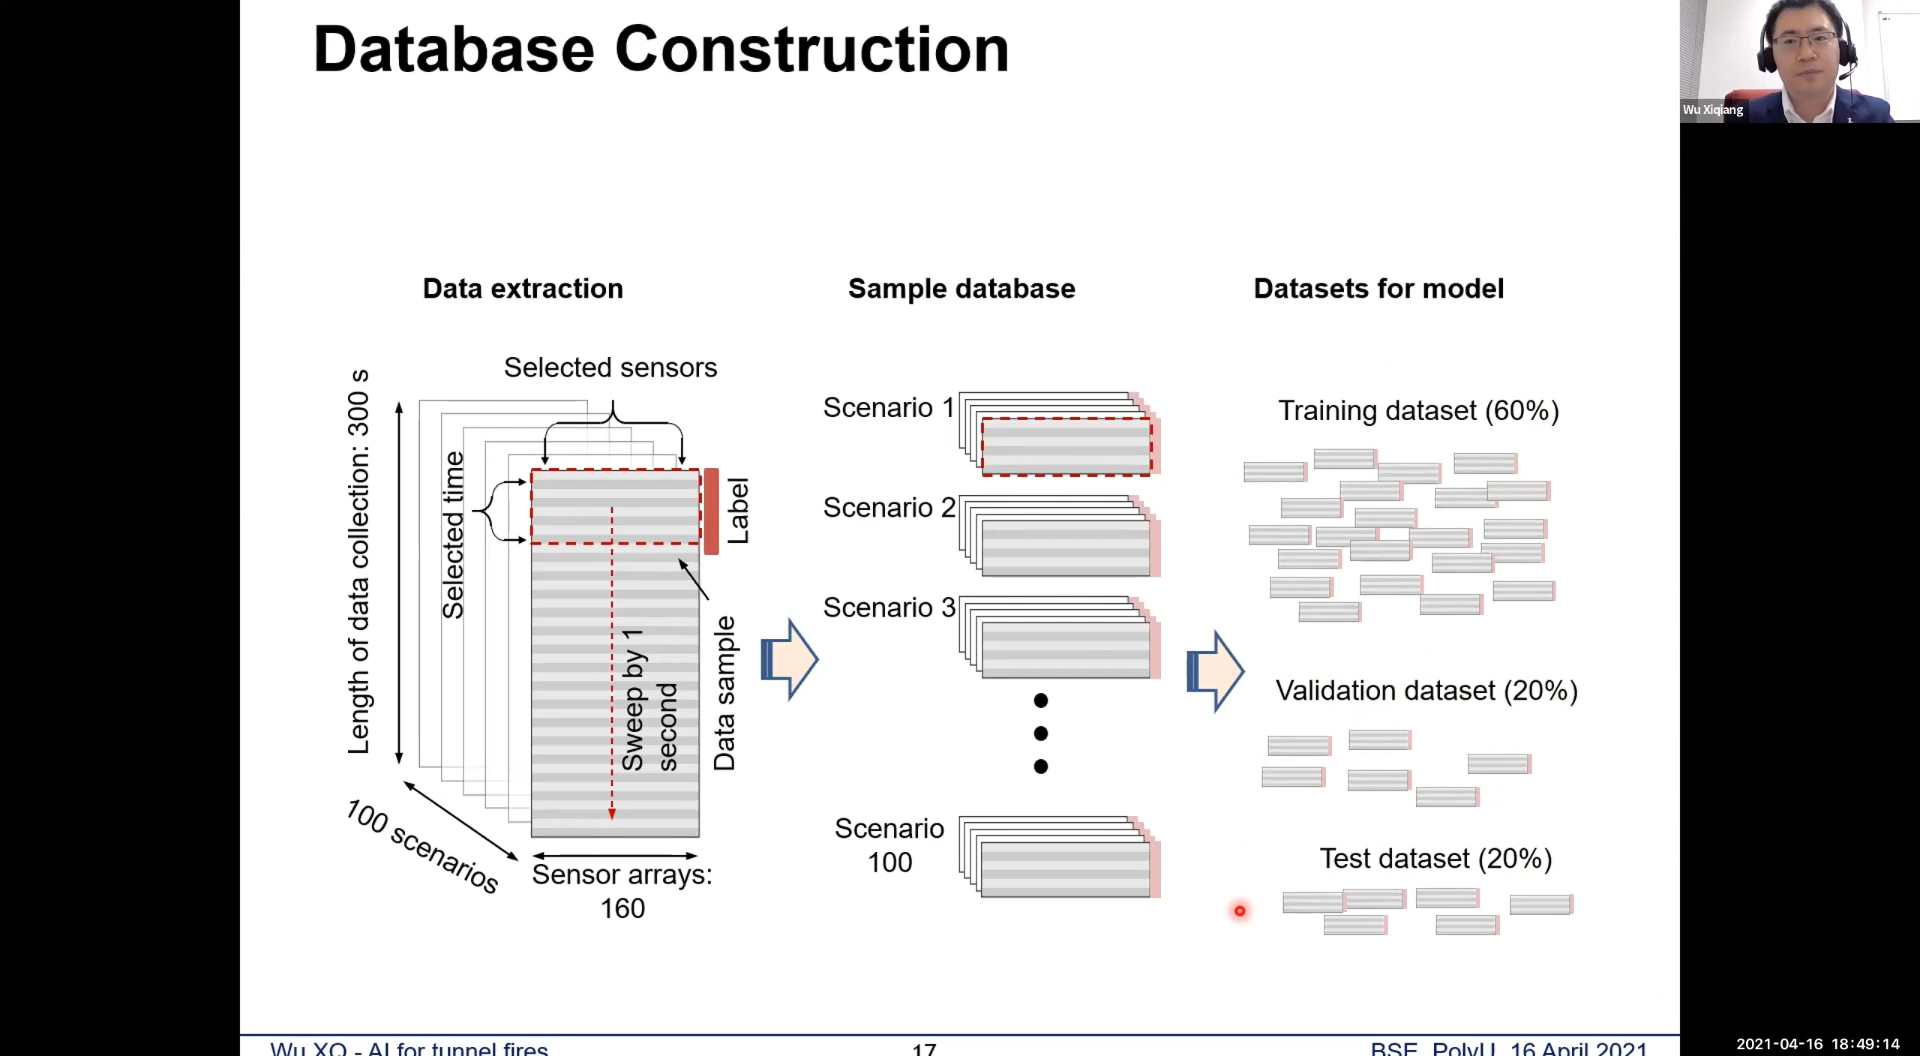 Database Construction
Wu Xiqiang
Data extraction
Sample database
Datasets for model
Selected sensors
Length of data collection: 300 s
Selected time
Label
Sweep by 1
second
Data sample
100 scenarios
Sensor arrays:
160
Scenario 1
Scenario 2
Scenario 3
Scenario
100
Training dataset (60%)
Validation dataset (20%)
Test dataset (20%)
Wu XQ - AI for tunnel fires
17
BSE, PolyU, 16 April 2021
2021-04-16 18:49:14